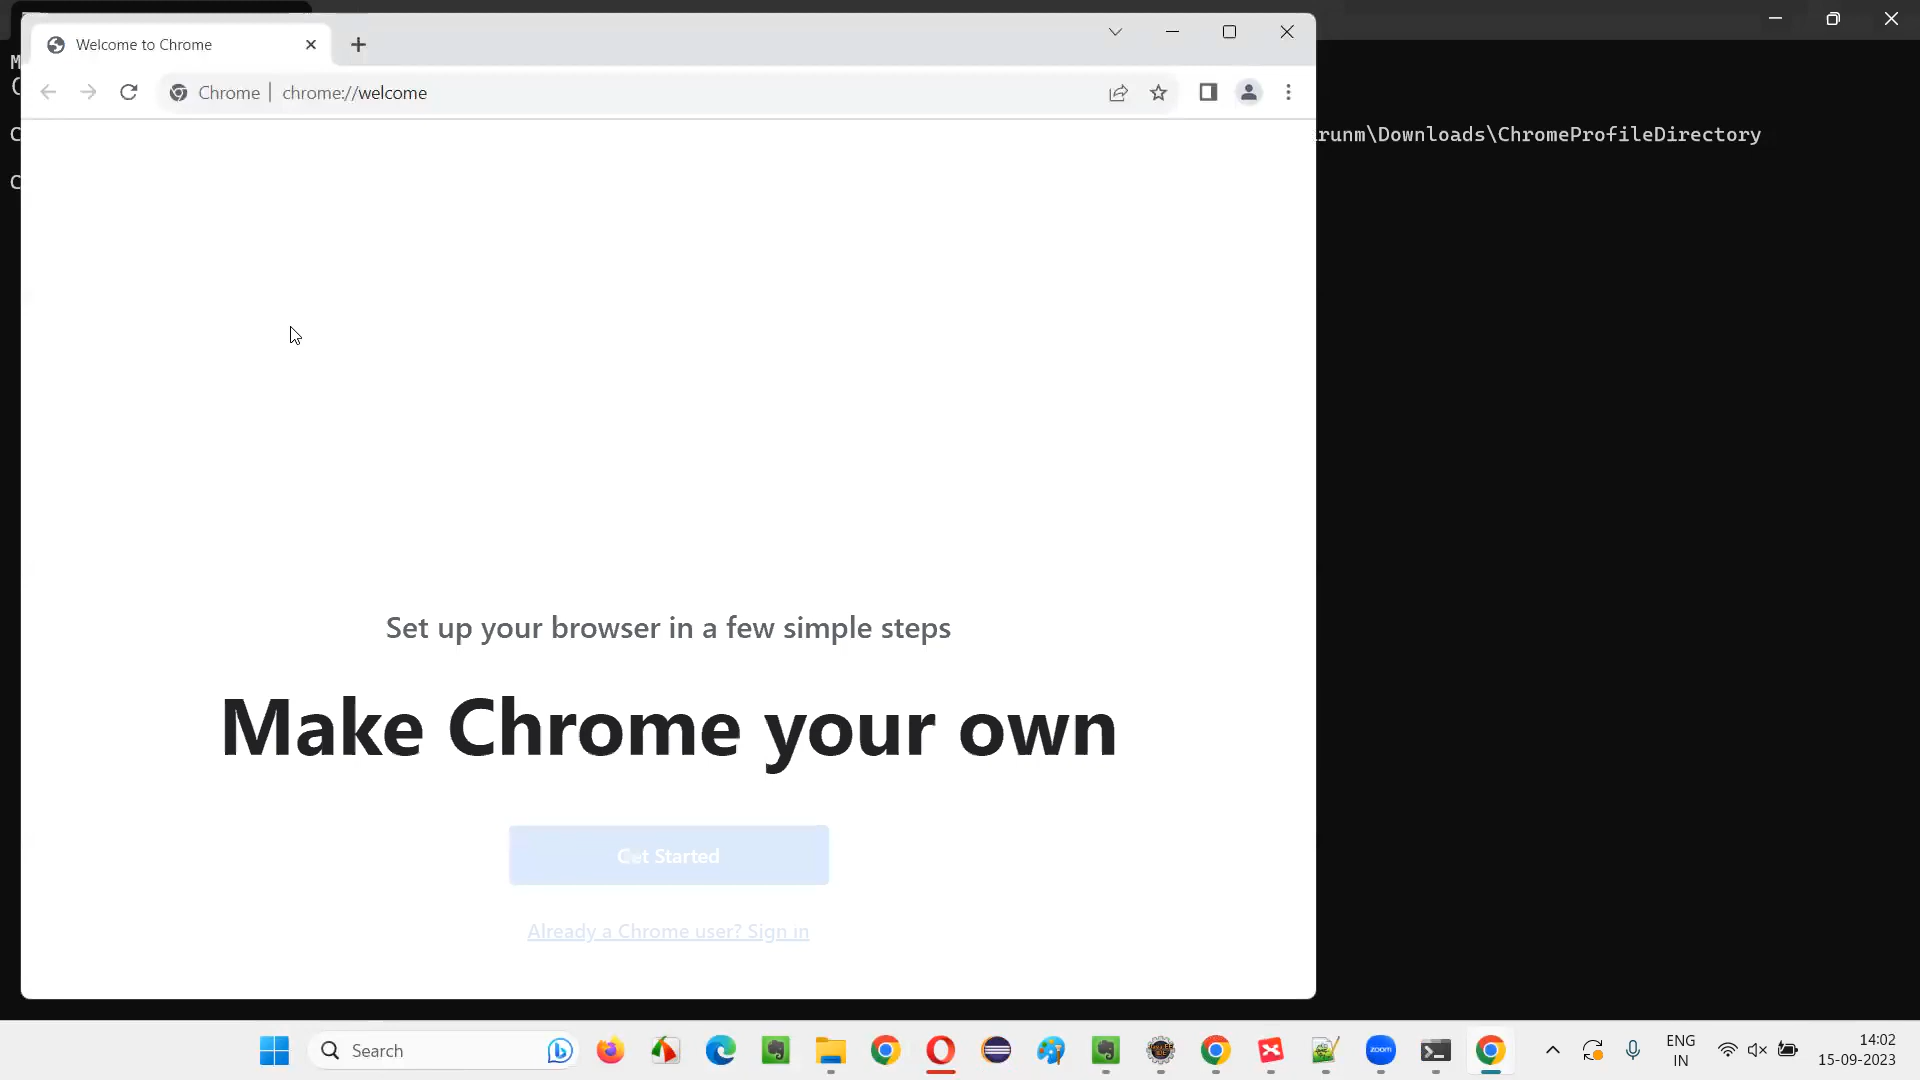 Welcome to Chrome
Chrome | chrome://welcome
M
(
C
runm\Downloads\ChromeProfileDirectory
C
Set up your browser in a few simple steps
Make Chrome your own
Get Started
Already a Chrome user? Sign in
Search
zoom
ENG
IN
14:02
15-09-2023